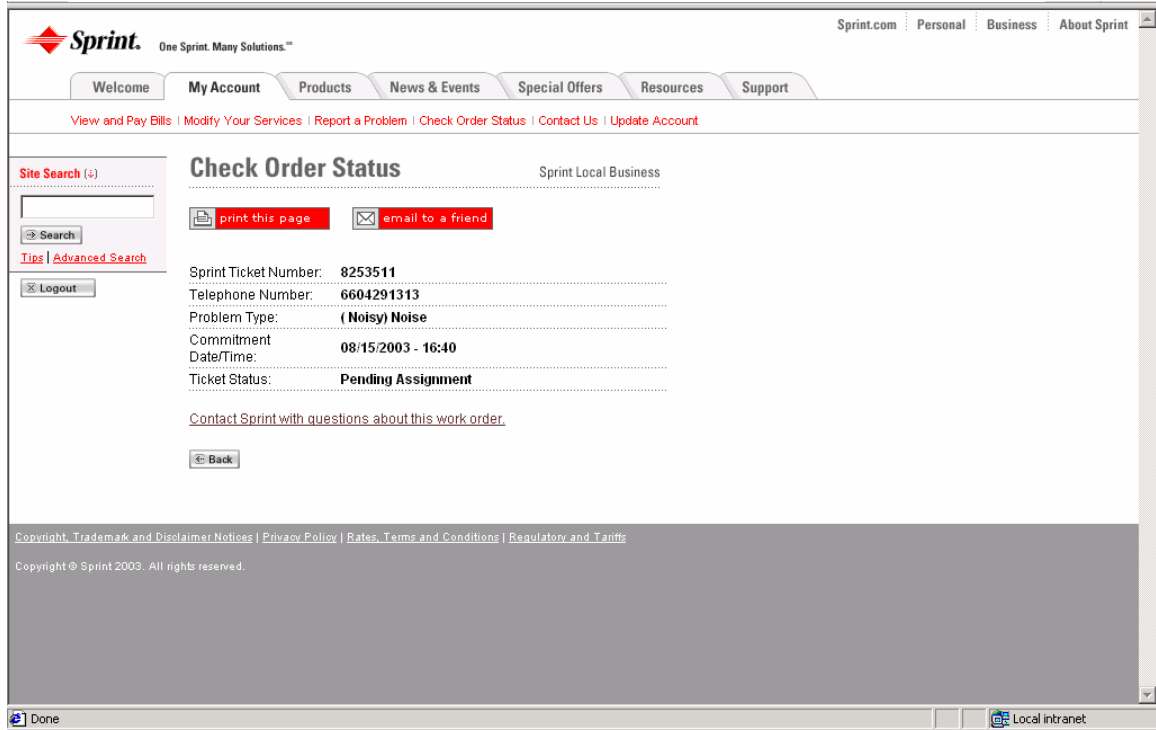 Sprint.com Personal Business About Sprint
Sprint. One Sprint. Many Solutions.℠
Welcome My Account Products News & Events Special Offers Resources Support
View and Pay Bills | Modify Your Services | Report a Problem | Check Order Status | Contact Us | Update Account
Site Search (↓)
Search
Tips | Advanced Search
Logout
Check Order Status Sprint Local Business
print this page email to a friend
Sprint Ticket Number: 8253511
Telephone Number: 6604291313
Problem Type: ( Noisy) Noise
Commitment
Date/Time: 08/15/2003 - 16:40
Ticket Status: Pending Assignment
Contact Sprint with questions about this work order.
Back
Copyright, Trademark and Disclaimer Notices | Privacy Policy | Rates, Terms and Conditions | Regulatory and Tariffs
Copyright © Sprint 2003. All rights reserved.
Done Local intranet